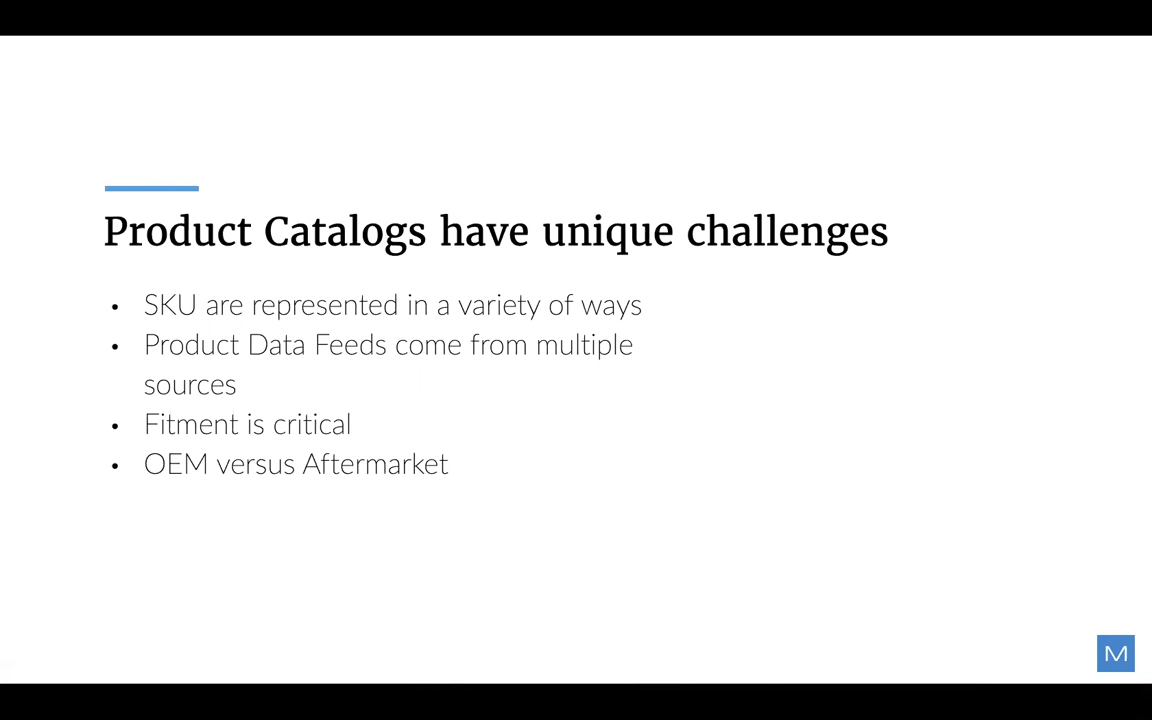 Product Catalogs have unique challenges
• SKU are represented in a variety of ways
• Product Data Feeds come from multiple
sources
• Fitment is critical
• OEM versus Aftermarket
M